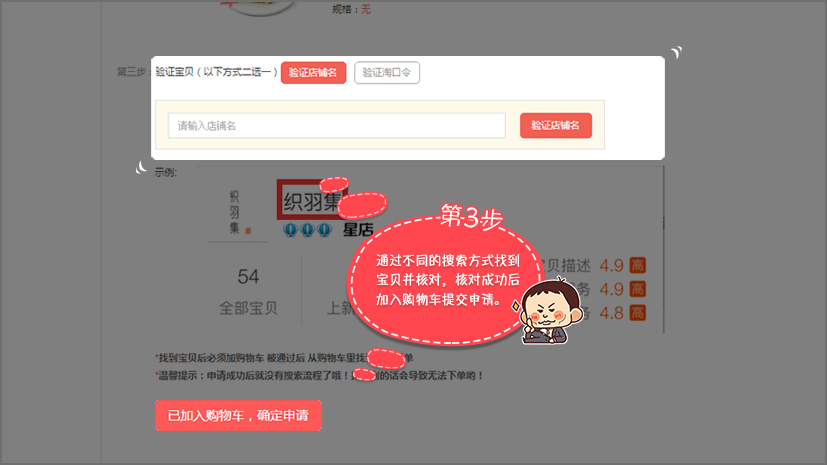 规格：无
第三步：验证宝贝（以下方式二选一） 验证店铺名 验证淘口令
请输入店铺名 验证店铺名
示例:
织羽集
织羽集
星店
第3步
通过不同的搜索方式找到
宝贝并核对，核对成功后
加入购物车提交申请。
54
全部宝贝
上新
贝描述 4.9 高
务 4.9 高
务 4.8 高
*找到宝贝后必须加购物车 被通过后 从购物车里找 单
*温馨提示：申请成功后就没有搜索流程了哦！ 的话会导致无法下单哟！
已加入购物车，确定申请